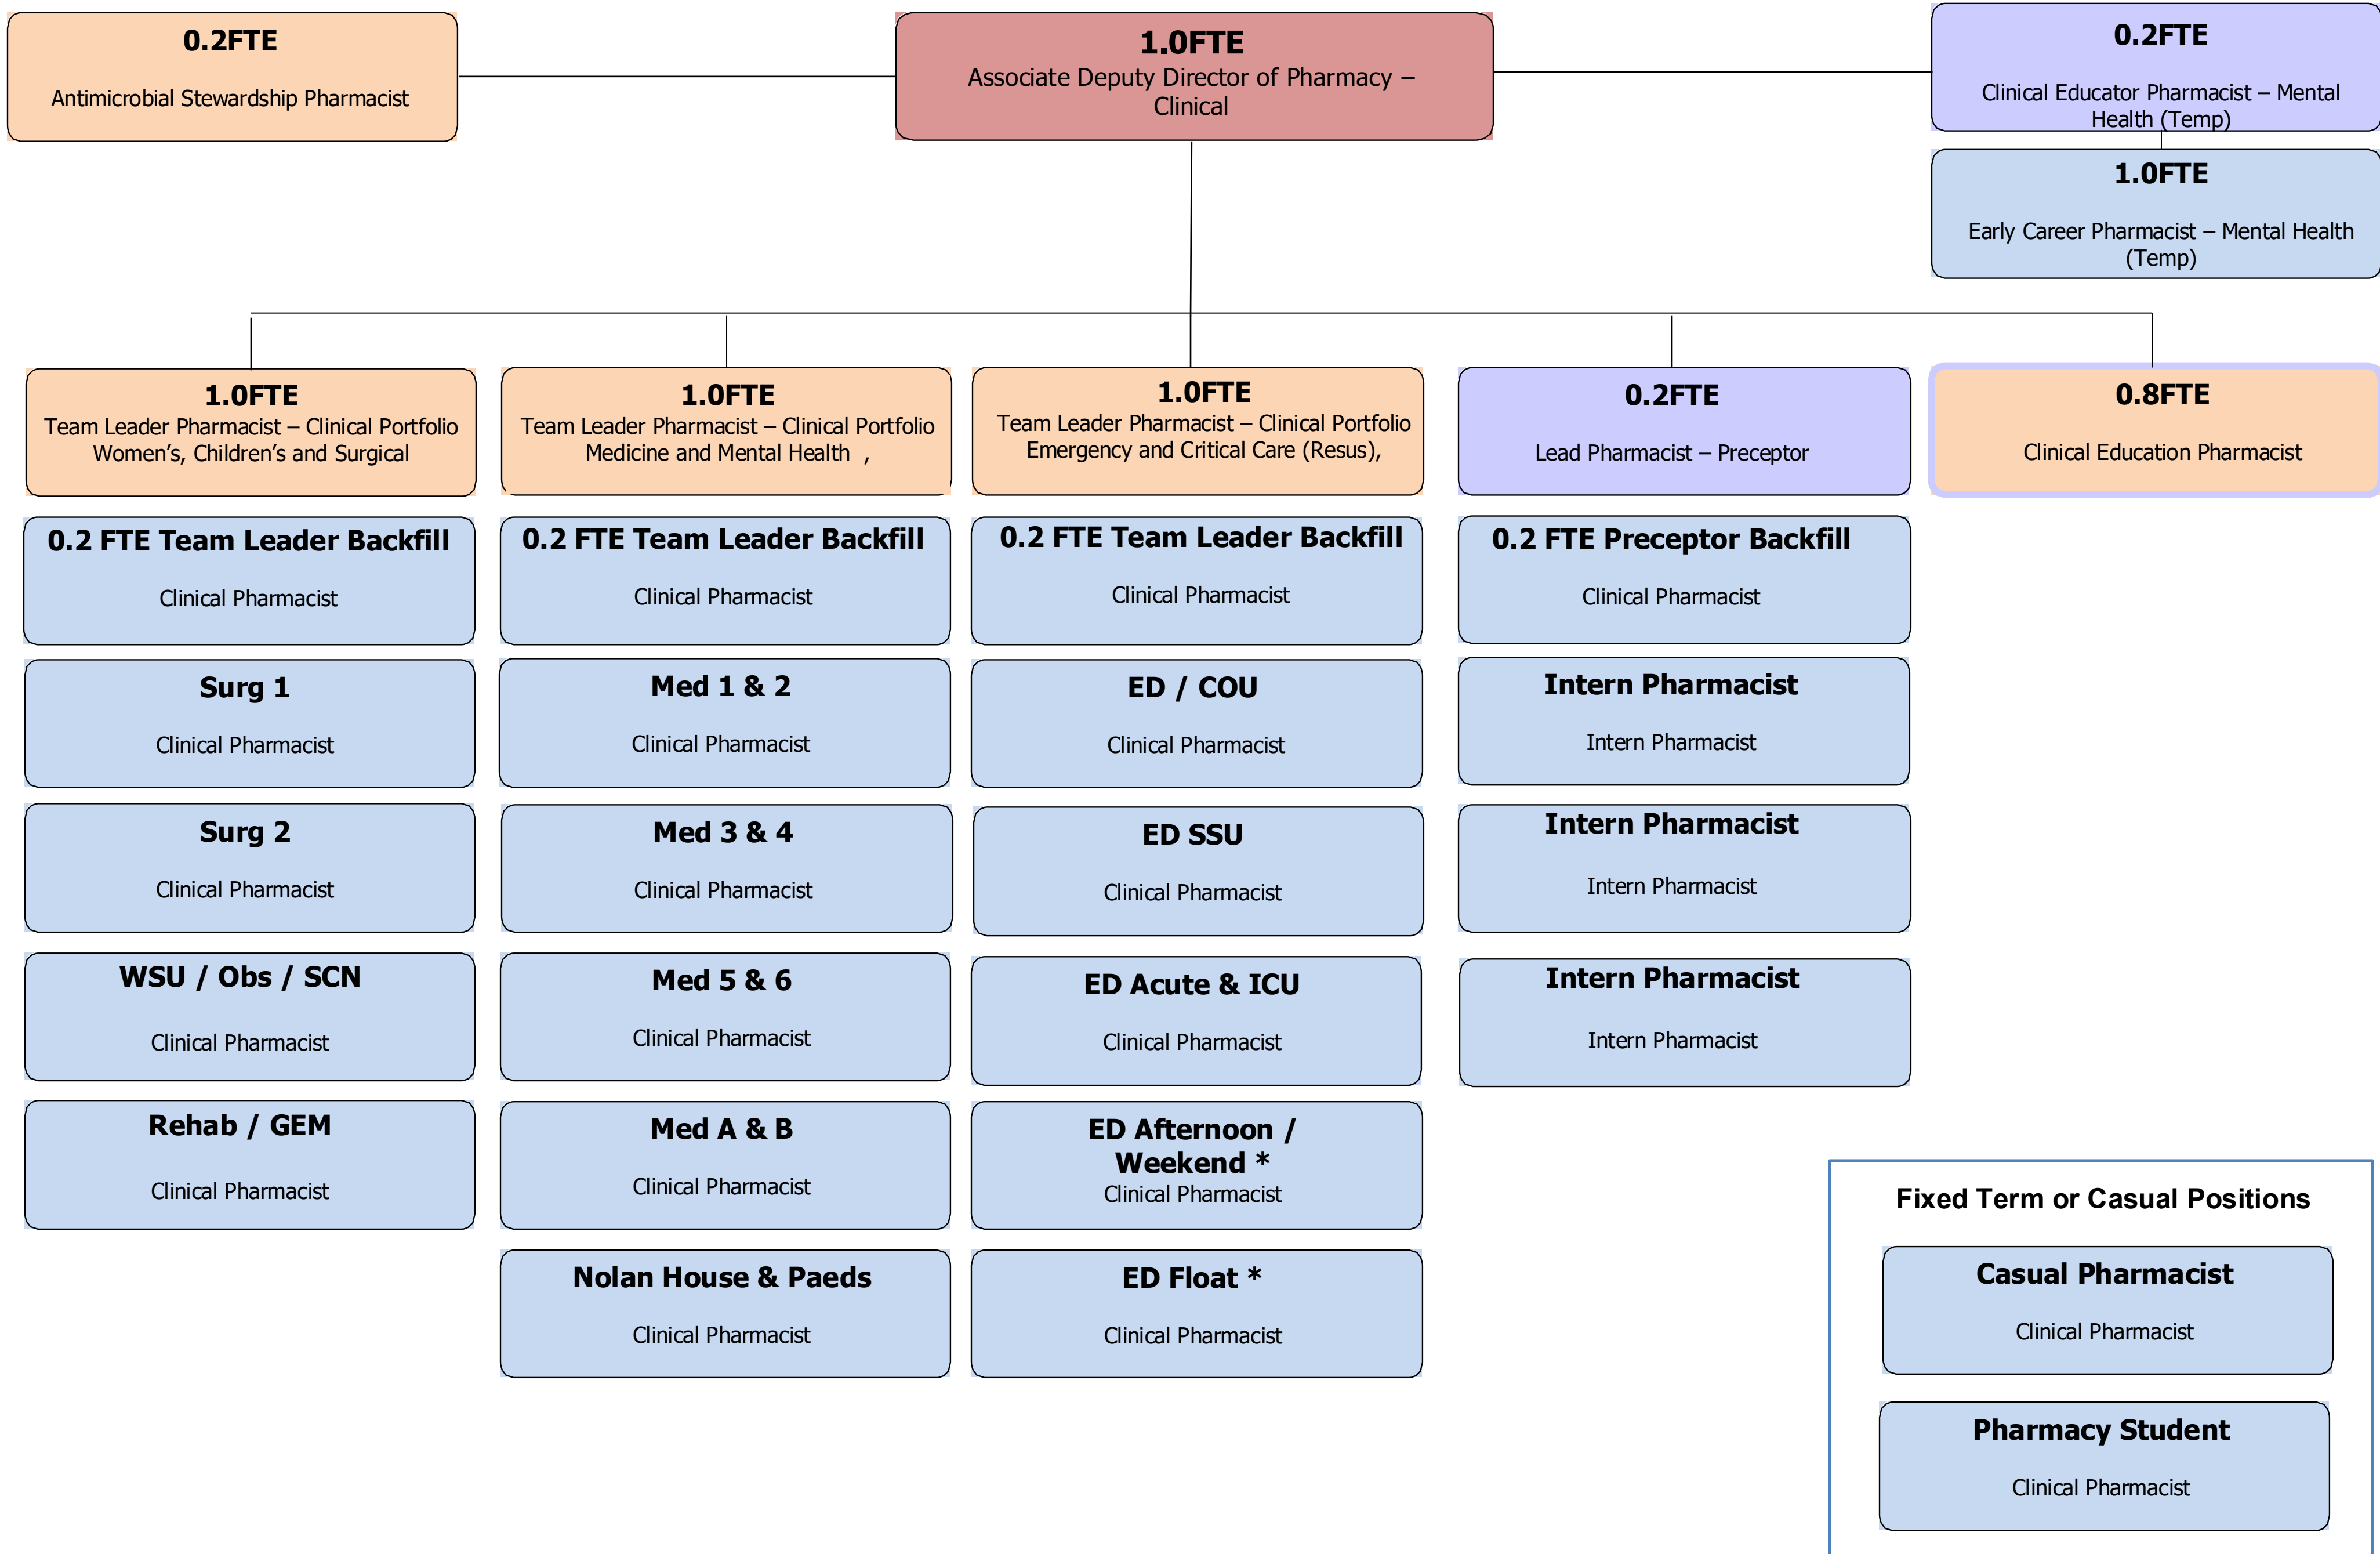 0.2FTE
Antimicrobial Stewardship Pharmacist
1.0FTE
Associate Deputy Director of Pharmacy –
Clinical
0.2FTE
Clinical Educator Pharmacist – Mental
Health (Temp)
1.0FTE
Early Career Pharmacist – Mental Health
(Temp)
1.0FTE
Team Leader Pharmacist – Clinical Portfolio
Women’s, Children’s and Surgical
1.0FTE
Team Leader Pharmacist – Clinical Portfolio
Medicine and Mental Health ,
1.0FTE
Team Leader Pharmacist – Clinical Portfolio
Emergency and Critical Care (Resus),
0.2FTE
Lead Pharmacist – Preceptor
0.8FTE
Clinical Education Pharmacist
0.2 FTE Team Leader Backfill
Clinical Pharmacist
Surg 1
Clinical Pharmacist
Surg 2
Clinical Pharmacist
WSU / Obs / SCN
Clinical Pharmacist
Rehab / GEM
Clinical Pharmacist
0.2 FTE Team Leader Backfill
Clinical Pharmacist
Med 1 & 2
Clinical Pharmacist
Med 3 & 4
Clinical Pharmacist
Med 5 & 6
Clinical Pharmacist
Med A & B
Clinical Pharmacist
Nolan House & Paeds
Clinical Pharmacist
0.2 FTE Team Leader Backfill
Clinical Pharmacist
ED / COU
Clinical Pharmacist
ED SSU
Clinical Pharmacist
ED Acute & ICU
Clinical Pharmacist
ED Afternoon /
Weekend *
Clinical Pharmacist
ED Float *
Clinical Pharmacist
0.2 FTE Preceptor Backfill
Clinical Pharmacist
Intern Pharmacist
Intern Pharmacist
Intern Pharmacist
Intern Pharmacist
Intern Pharmacist
Intern Pharmacist
Fixed Term or Casual Positions
Casual Pharmacist
Clinical Pharmacist
Pharmacy Student
Clinical Pharmacist